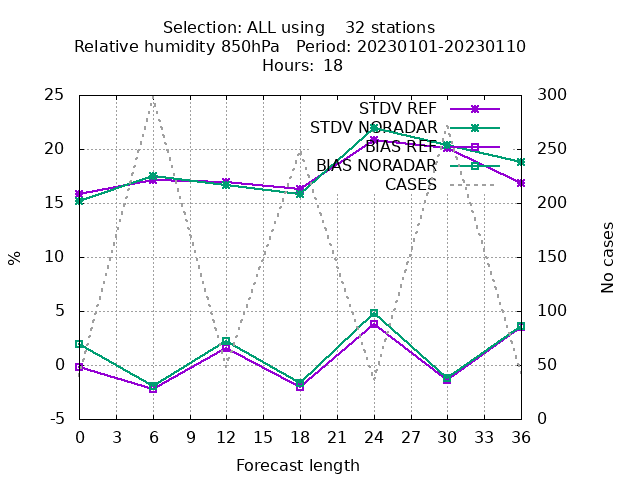 Selection: ALL using    32 stations
Relative humidity 850hPa   Period: 20230101-20230110
Hours: 18
25 300
STDV REF
STDV NORADAR
20 BIAS REF 250
BIAS NORADAR
CASES
15 200
10 150
% No cases
5 100
0 50
-5 0
0 3 6 9 12 15 18 21 24 27 30 33 36
Forecast length